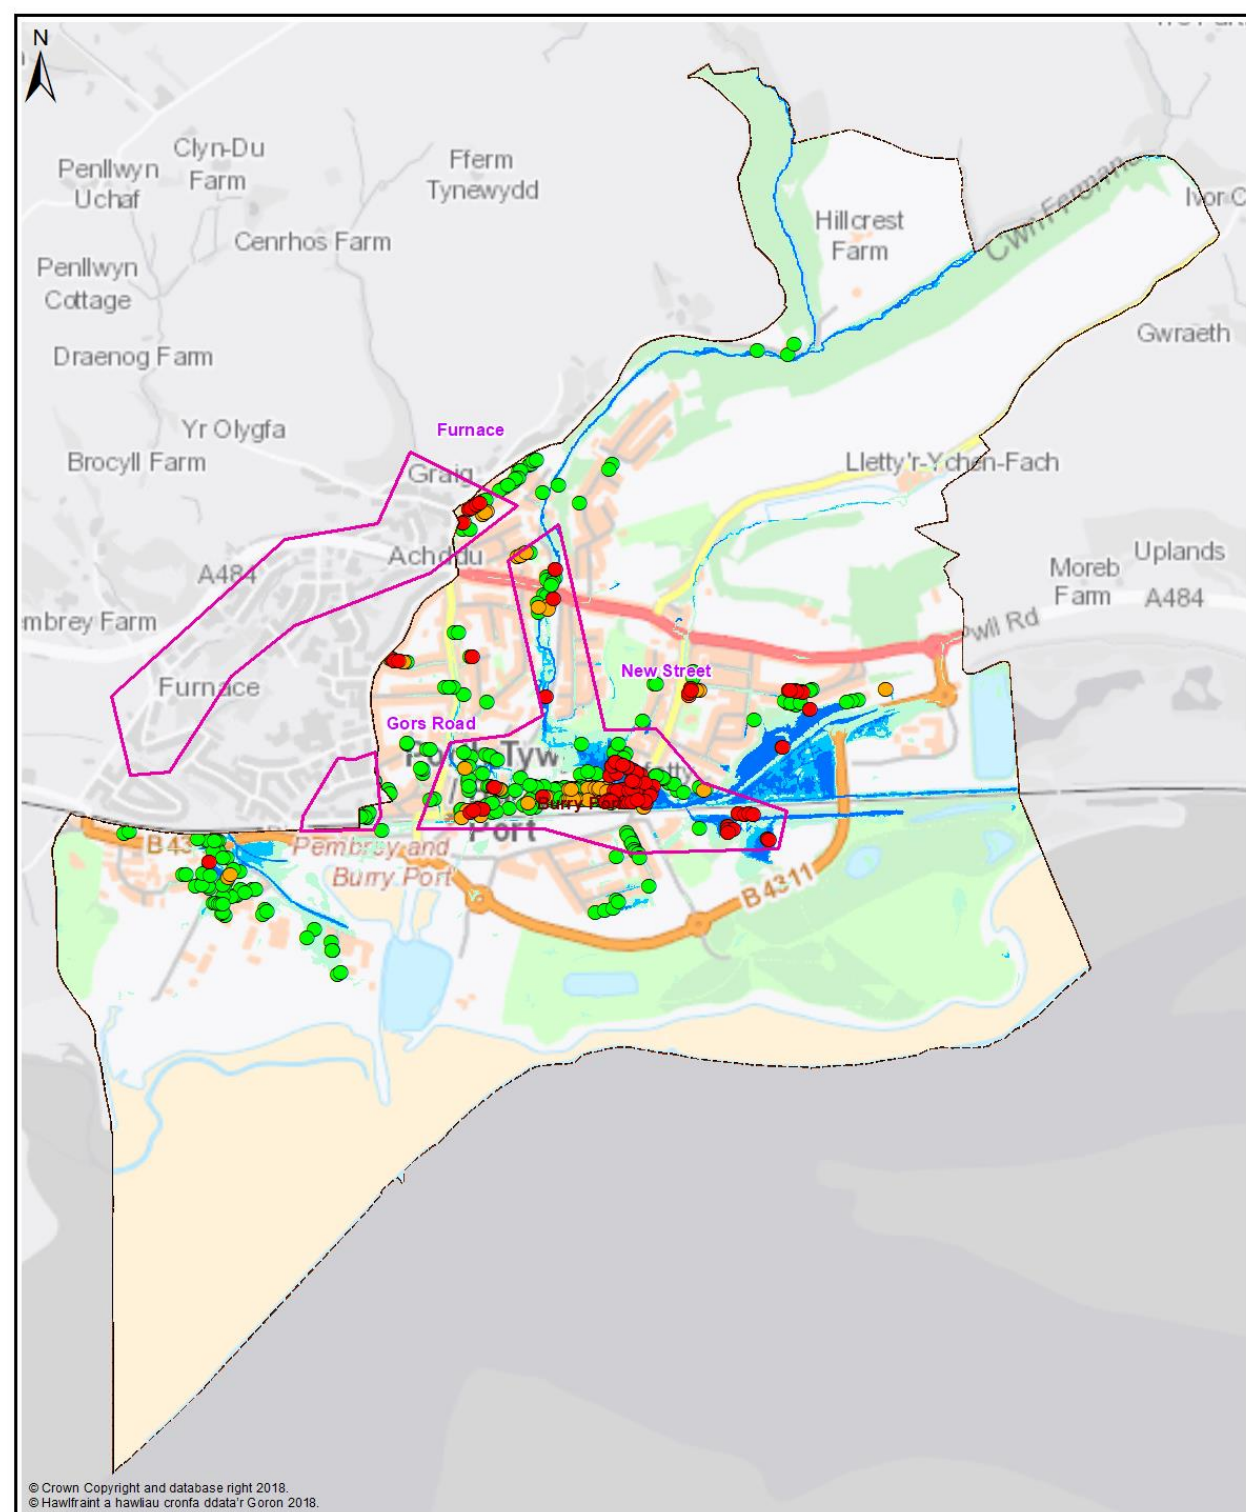 N
Clyn-Du
Farm
Penllwyn
Uchaf
Fferm
Tynewydd
Cenrhos Farm
Hillcrest
Farm
Cwm Ffernant
Ivor C
Penllwyn
Cottage
Gwraeth
Draenog Farm
Yr Olygfa
Furnace
Brocyll Farm
Graig
Lletty'r-Ychen-Fach
Achddu
Uplands
A484
Moreb
Farm
A484
mbrey Farm
Pwll Rd
New Street
Furnace
Gors Road
Burry Port
Port
B43
Pembrey and
Burry Port
B4311
© Crown Copyright and database right 2018.
© Hawlfraint a hawliau cronfa ddata'r Goron 2018.